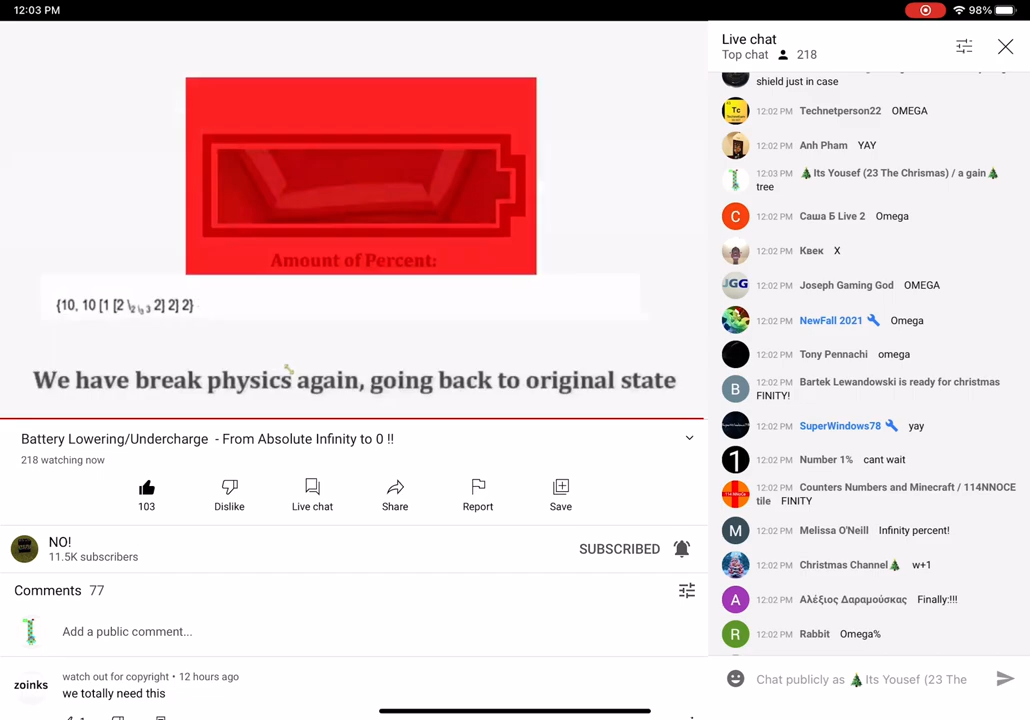 12:03 PM
98%
Amount of Percent:
We have break physics again, going back to original state
Battery Lowering/Undercharge - From Absolute Infinity to 0 !!
218 watching now
103
Dislike
Live chat
Share
Report
Save
NO!
11.5K subscribers
SUBSCRIBED
Comments 77
Add a public comment...
zoinks
watch out for copyright • 12 hours ago
we totally need this
1
Live chat
Top chat 218
shield just in case
12:02 PM Technetperson22 OMEGA
12:02 PM Anh Pham YAY
12:03 PM 🎄Its Yousef (23 The Chrismas) / a gain🎄
tree
12:02 PM Саша Б Live 2 Omega
12:02 PM Квек X
12:02 PM Joseph Gaming God OMEGA
12:02 PM NewFall 2021 Omega
12:02 PM Tony Pennachi omega
12:02 PM Bartek Lewandowski is ready for christmas
FINITY!
12:02 PM SuperWindows78 yay
12:02 PM Number 1% cant wait
12:02 PM Counters Numbers and Minecraft / 114NNOCE
tile FINITY
12:02 PM Melissa O'Neill Infinity percent!
12:02 PM Christmas Channel🎄 w+1
12:02 PM Αλέξιος Δαραμούσκας Finally:!!!
12:02 PM Rabbit Omega%
Chat publicly as 🎄Its Yousef (23 The